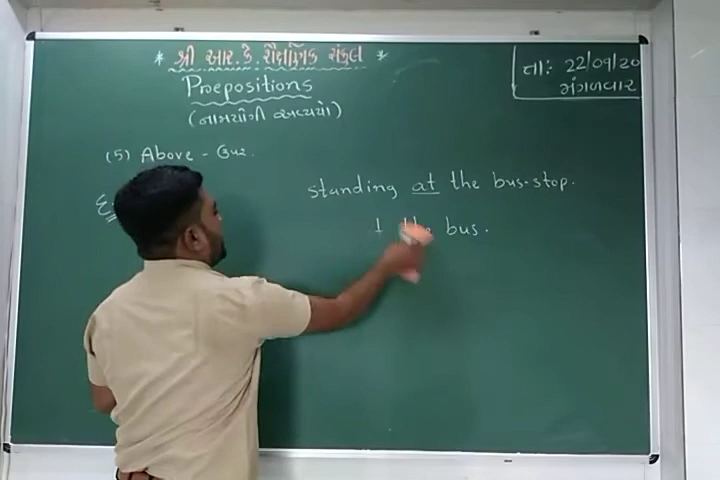 * શ્રી આર. કે. શૈક્ષણિક સંકુલ *
તા: 22/09/20
મંગળવાર
Prepositions
(નામયોગી અવ્યયો)
(5) Above - ઉપર.
standing at the bus-stop.
the bus.